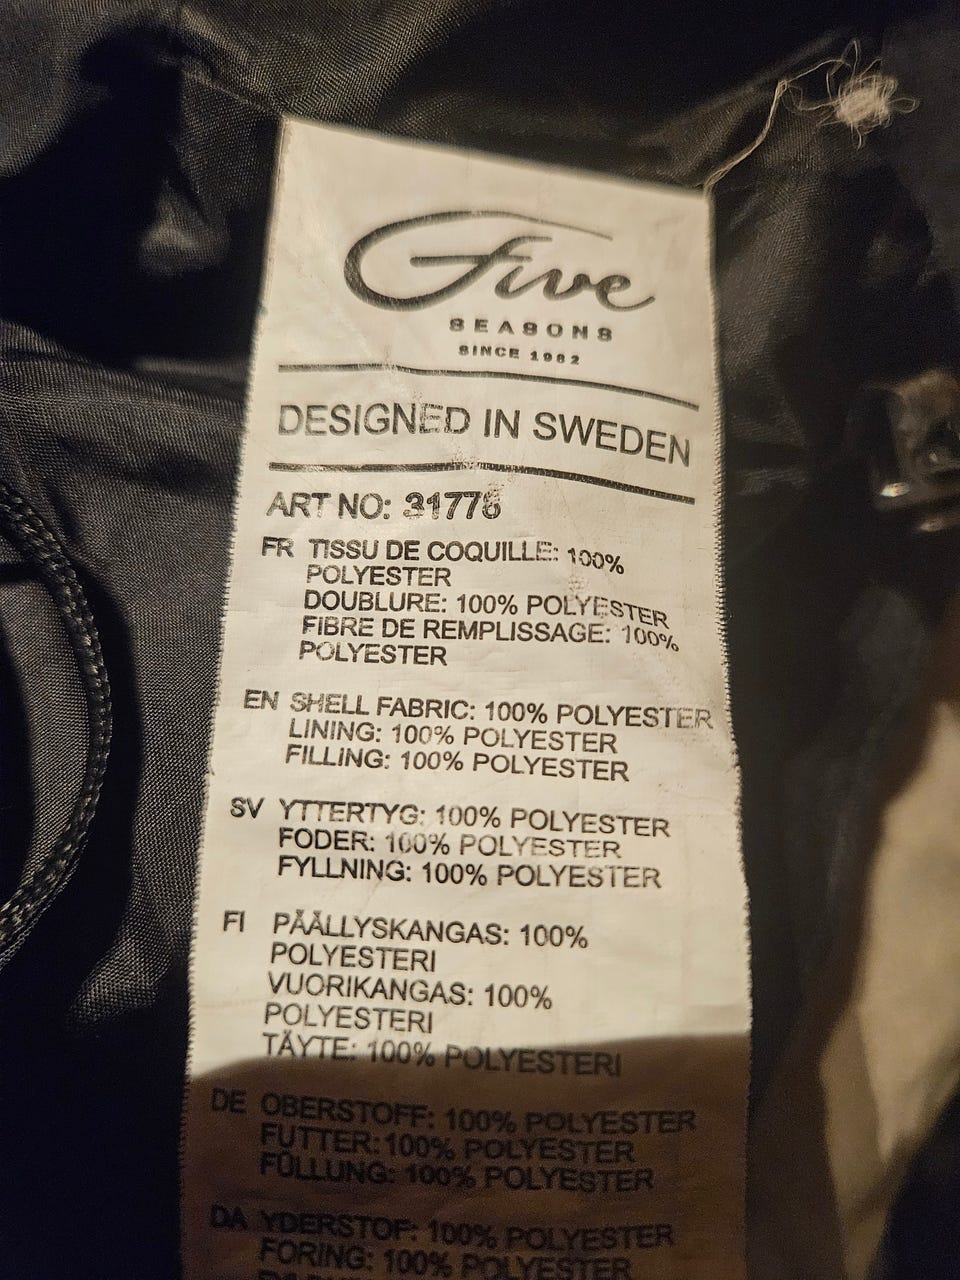 Five
SEASONS
SINCE 1982
DESIGNED IN SWEDEN
ART NO: 31776
FR TISSU DE COQUILLE: 100%
POLYESTER
DOUBLURE: 100% POLYESTER
FIBRE DE REMPLISSAGE: 100%
POLYESTER
EN SHELL FABRIC: 100% POLYESTER
LINING: 100% POLYESTER
FILLING: 100% POLYESTER
SV YTTERTYG: 100% POLYESTER
FODER: 100% POLYESTER
FYLLNING: 100% POLYESTER
FI PÄÄLLYSKANGAS: 100%
POLYESTERI
VUORIKANGAS: 100%
POLYESTERI
TÄYTE: 100% POLYESTERI
DE OBERSTOFF: 100% POLYESTER
FUTTER: 100% POLYESTER
FÜLLUNG: 100% POLYESTER
DA YDERSTOF: 100% POLYESTER
FORING: 100% POLYESTER